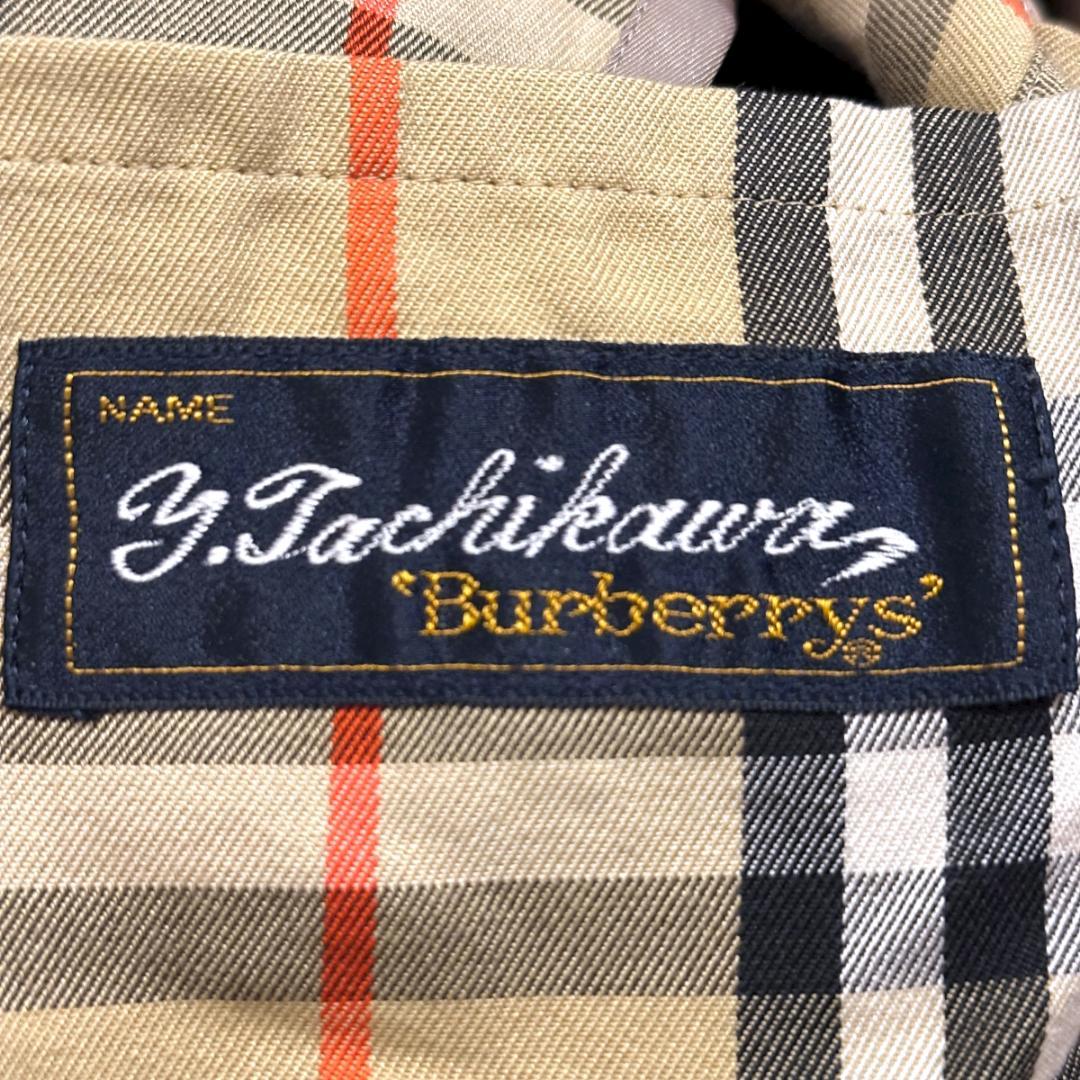 NAME
Y. Tachikawa
'Burberrys'®